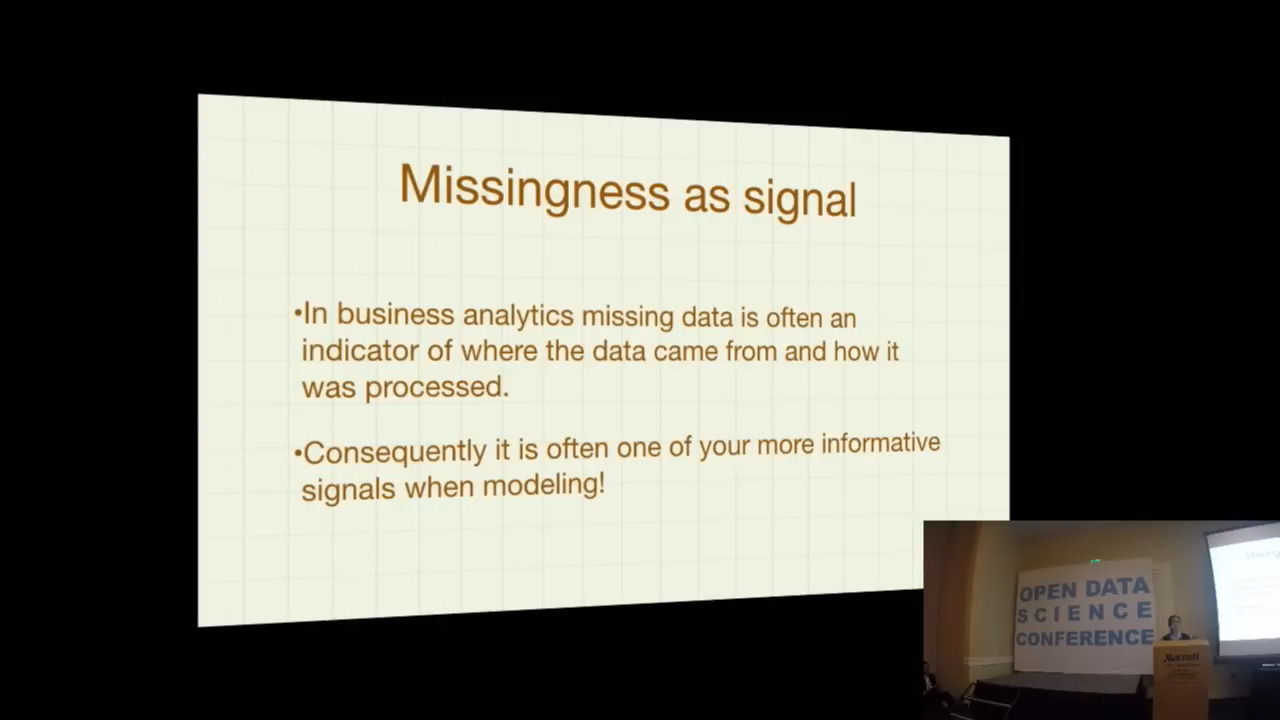 Missingness as signal
•In business analytics missing data is often an
indicator of where the data came from and how it
was processed.
•Consequently it is often one of your more informative
signals when modeling!
OPEN DATA
SCIENCE
CONFERENCE
Marriott